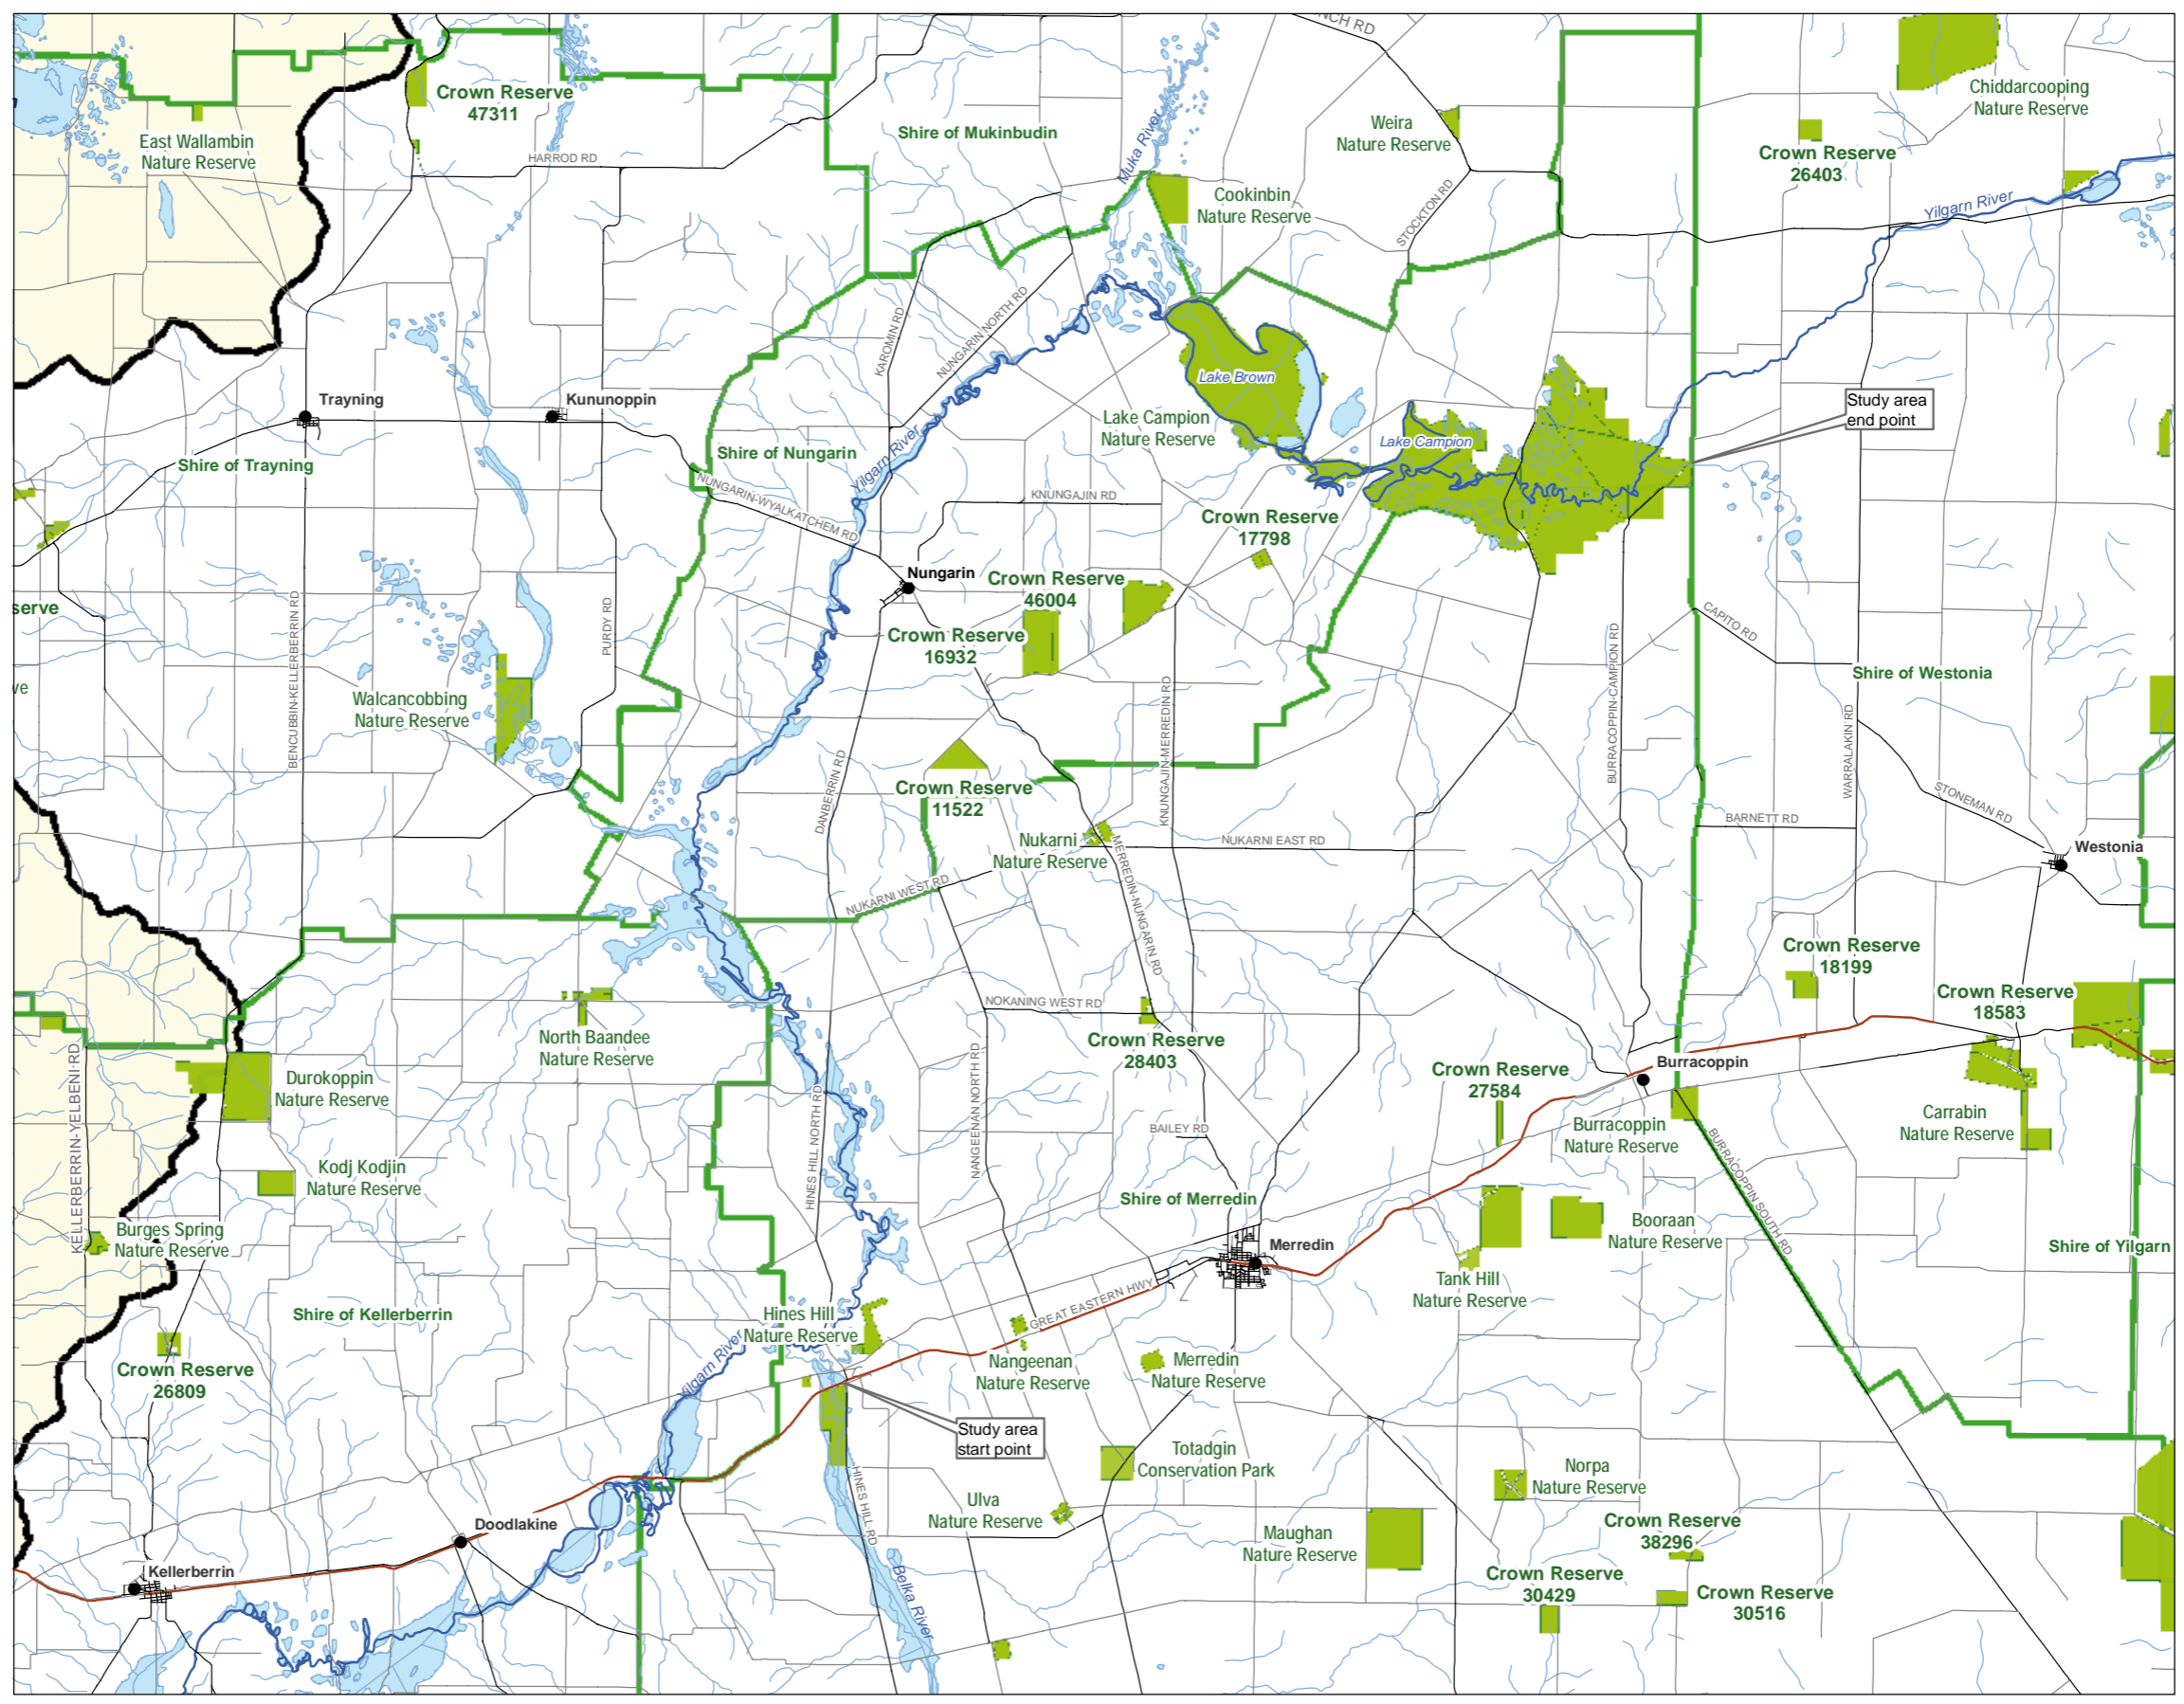 NCH RD
Chiddarcooping
Nature Reserve
Crown Reserve
47311
Shire of Mukinbudin
Weira
Nature Reserve
East Wallambin
Nature Reserve
HARROD RD
Muka River
Crown Reserve
26403
Cookinbin
Nature Reserve
STOCKTON RD
Yilgarn River
KAROMIN RD
NUNGARIN NORTH RD
Lake Brown
Trayning
Kununoppin
Study area
end point
Lake Campion
Nature Reserve
Lake Campion
Shire of Trayning
Shire of Nungarin
Yilgarn River
NUNGARIN-WYALKATCHEM RD
KNUNGAJIN RD
Crown Reserve
17798
Nungarin
Crown Reserve
46004
serve
BENCUBBIN-KELLERBERRIN RD
PURDY RD
Crown Reserve
16932
CAPITO RD
BURRACOPPIN-CAMPION RD
Shire of Westonia
ve
Walcancobbing
Nature Reserve
KNUNGAJIN-MERREDIN RD
WARRALAKIN RD
DANBERRIN RD
Crown Reserve
11522
STONEMAN RD
BARNETT RD
Nukarni
Nature Reserve
NUKARNI EAST RD
Westonia
MERREDIN-NUNGARIN RD
NUKARNI WEST RD
Crown Reserve
18199
NOKANING WEST RD
Crown Reserve
18583
North Baandee
Nature Reserve
Crown Reserve
28403
KELLERBERRIN-YELBENI-RD
Burracoppin
Crown Reserve
27584
Durokoppin
Nature Reserve
HINES HILL NORTH RD
NANGEENAN NORTH RD
BAILEY RD
Burracoppin
Nature Reserve
Carrabin
Nature Reserve
BURRACOPPIN SOUTH RD
Kodj Kodjin
Nature Reserve
Shire of Merredin
Burges Spring
Nature Reserve
Booraan
Nature Reserve
Merredin
Shire of Yilgarn
Tank Hill
Nature Reserve
Shire of Kellerberrin
Hines Hill
Nature Reserve
GREAT EASTERN HWY
Yilgarn River
Crown Reserve
26809
Nangeenan
Nature Reserve
Merredin
Nature Reserve
Study area
start point
Totadgin
Conservation Park
HINES HILL RD
Norpa
Nature Reserve
Ulva
Nature Reserve
Doodlakine
Maughan
Nature Reserve
Crown Reserve
38296
Kellerberrin
Belka River
Crown Reserve
30429
Crown Reserve
30516